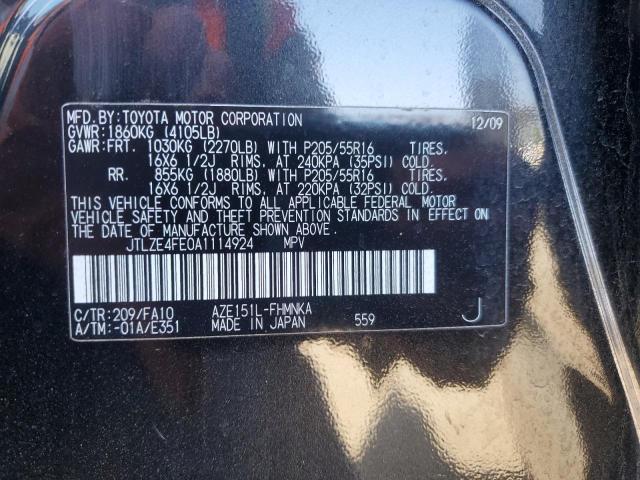 MFD.BY:TOYOTA MOTOR CORPORATION 12/09
GVWR:1860KG (4105LB)
GAWR:FRT. 1030KG (2270LB) WITH P205/55R16 TIRES.
16X6 1/2J RIMS. AT 240KPA (35PSI) COLD.
RR. 855KG (1880LB) WITH P205/55R16 TIRES.
16X6 1/2J RIMS. AT 220KPA (32PSI) COLD.
THIS VEHICLE CONFORMS TO ALL APPLICABLE FEDERAL MOTOR
VEHICLE SAFETY AND THEFT PREVENTION STANDARDS IN EFFECT ON
THE DATE OF MANUFACTURE SHOWN ABOVE.
JTLZE4FE0A1114924 MPV
C/TR:209/FA10 AZE151L-FHMNKA
A/TM:-01A/E351 MADE IN JAPAN 559 J